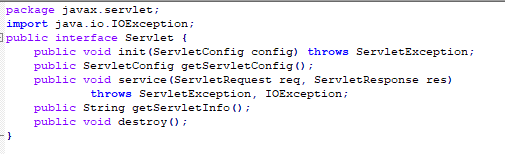 package javax.servlet;
import java.io.IOException;
public interface Servlet {
    public void init(ServletConfig config) throws ServletException;
    public ServletConfig getServletConfig();
    public void service(ServletRequest req, ServletResponse res)
            throws ServletException, IOException;
    public String getServletInfo();
    public void destroy();
}